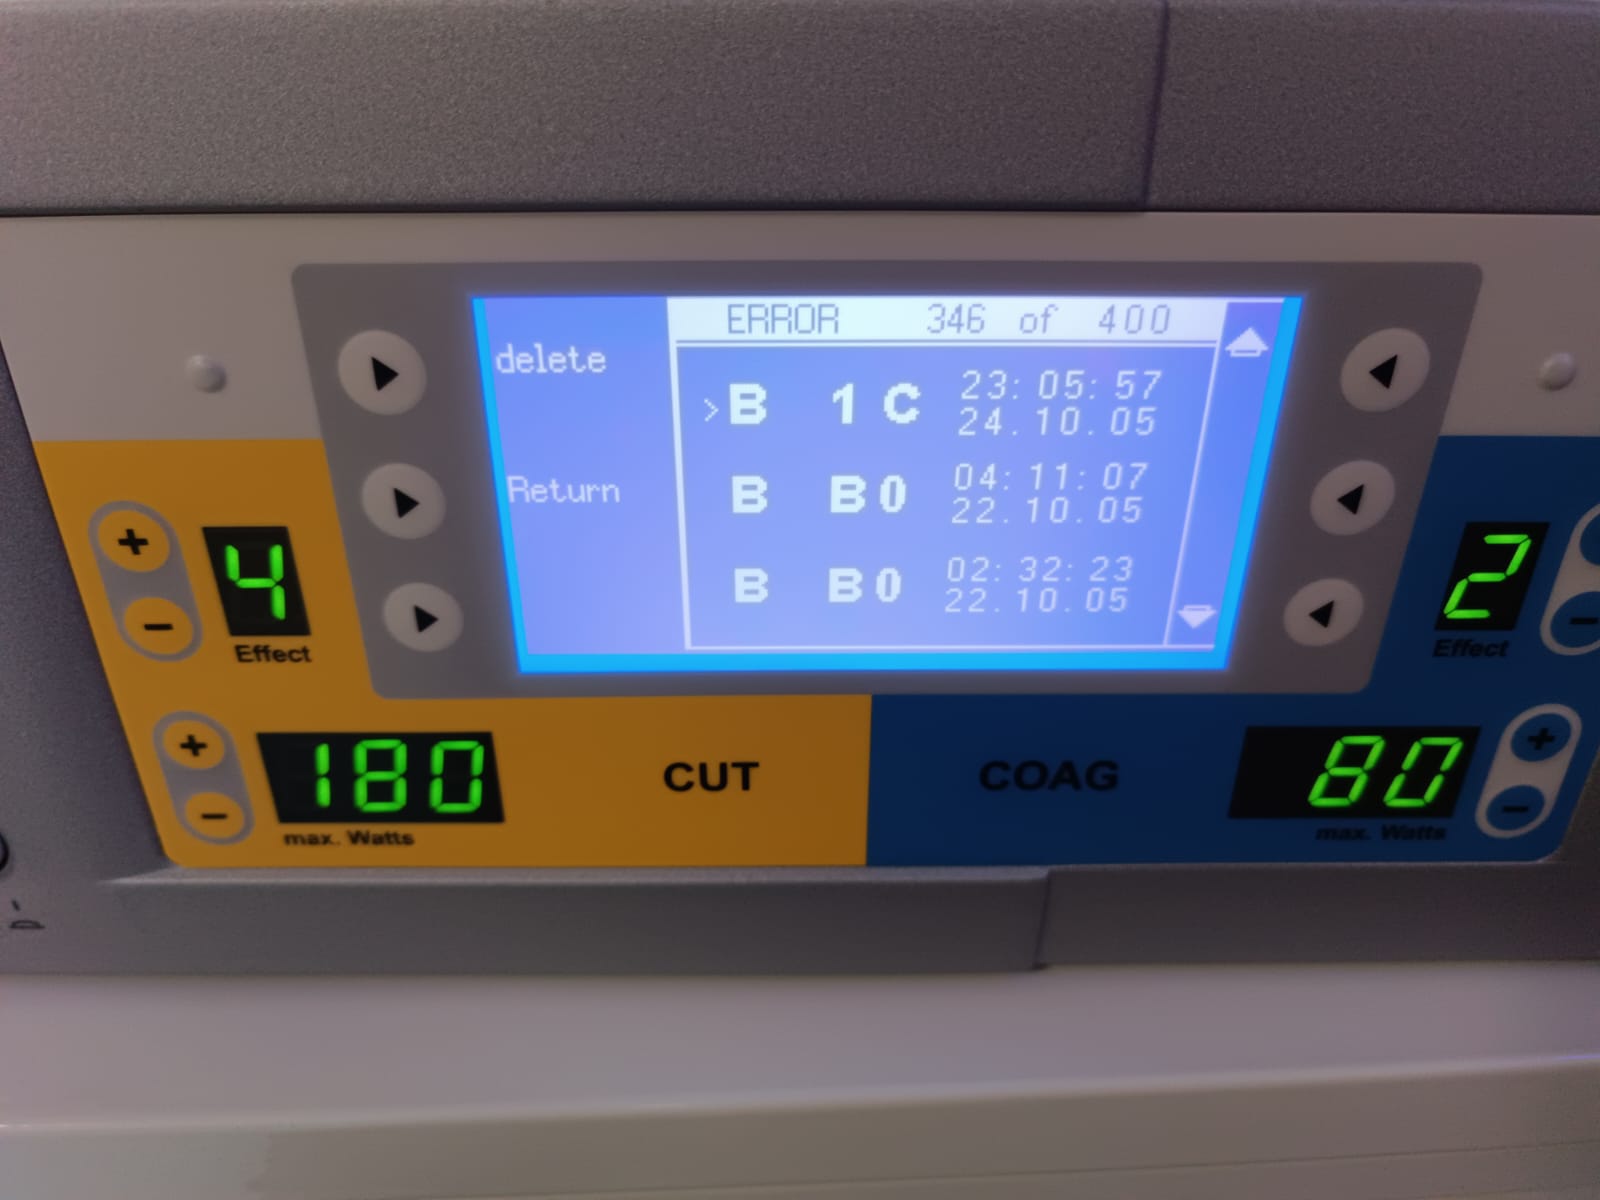 ERROR 346 of 400
delete
>B 1C 23:05:57
24.10.05
Return
B B0 04:11:07
22.10.05
B B0 02:32:23
22.10.05
+
-
4
Effect
2
-
Effect
+
-
180
max. Watts
CUT
COAG
80
max. Watts
+
-